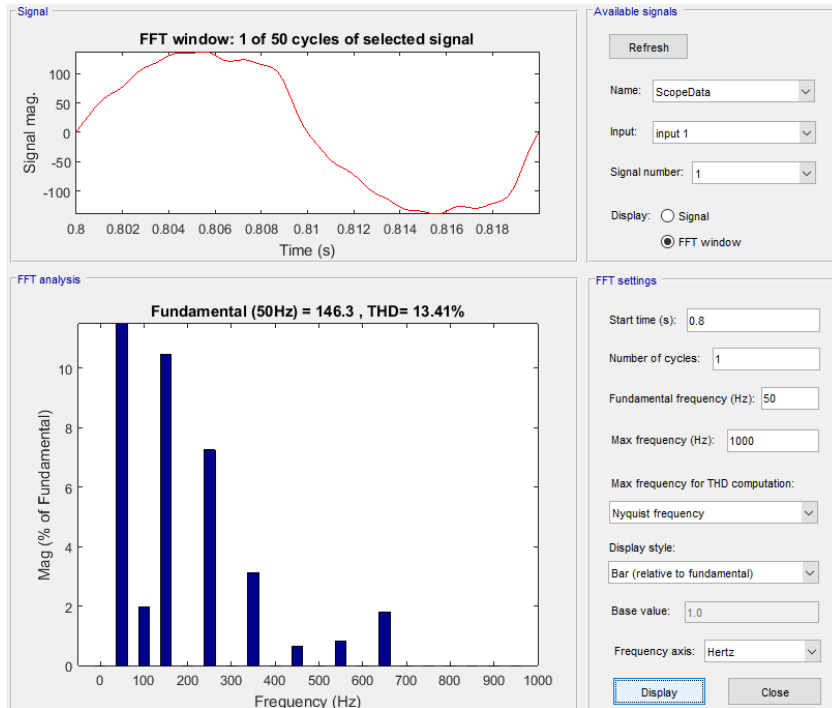 Signal
FFT window: 1 of 50 cycles of selected signal
100
50
0
-50
-100
Signal mag.
0.8 0.802 0.804 0.806 0.808 0.81 0.812 0.814 0.816 0.818
Time (s)
Available signals
Refresh
Name: ScopeData
Input: input 1
Signal number: 1
Display: Signal
FFT window
FFT analysis
Fundamental (50Hz) = 146.3 , THD= 13.41%
10
8
6
4
2
0
Mag (% of Fundamental)
0 100 200 300 400 500 600 700 800 900 1000
Frequency (Hz)
FFT settings
Start time (s): 0.8
Number of cycles: 1
Fundamental frequency (Hz): 50
Max frequency (Hz): 1000
Max frequency for THD computation:
Nyquist frequency
Display style:
Bar (relative to fundamental)
Base value: 1.0
Frequency axis: Hertz
Display Close